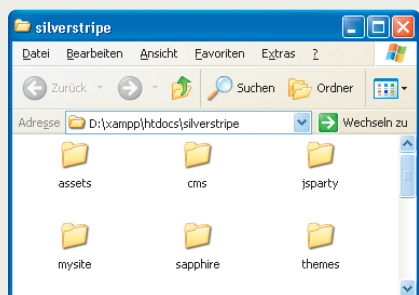 silverstripe
Datei Bearbeiten Ansicht Favoriten Extras ?
Zurück Suchen Ordner
Adresse D:\xampp\htdocs\silverstripe Wechseln zu
assets cms jsparty
mysite sapphire themes